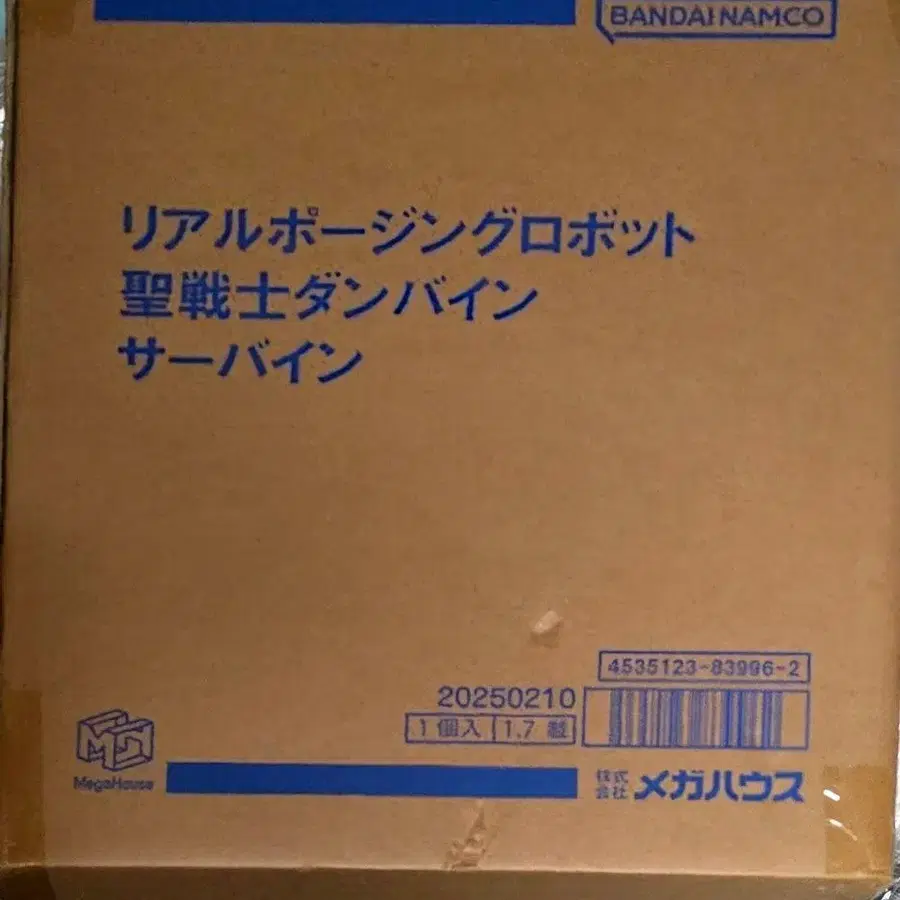 BANDAI NAMCO
リアルポージングロボット
聖戦士ダンバイン
サーバイン
4535123-83996-2
20250210
1個入 1.7
MegaHouse
株式会社 メガハウス